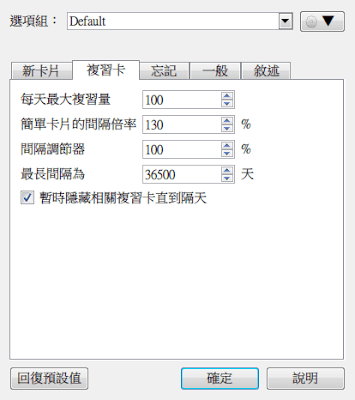 選項組： Default
新卡片 複習卡 忘記 一般 敘述
每天最大複習量 100
簡單卡片的間隔倍率 130 %
間隔調節器 100 %
最長間隔為 36500 天
暫時隱藏相關複習卡直到隔天
回復預設值 確定 說明